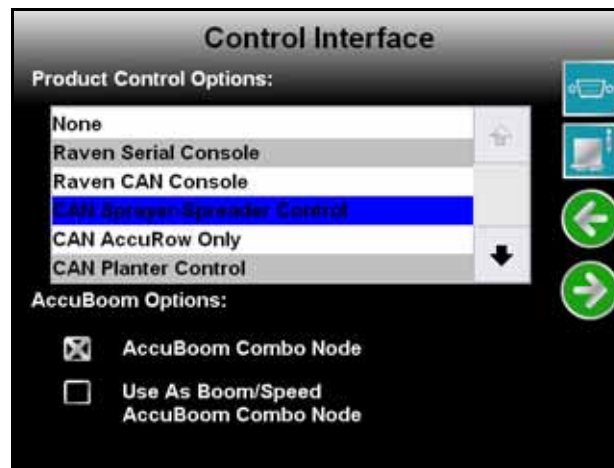 Control Interface
Product Control Options:
None
Raven Serial Console
Raven CAN Console
CAN Sprayer-Spreader Control
CAN AccuRow Only
CAN Planter Control
AccuBoom Options:
AccuBoom Combo Node
Use As Boom/Speed
AccuBoom Combo Node